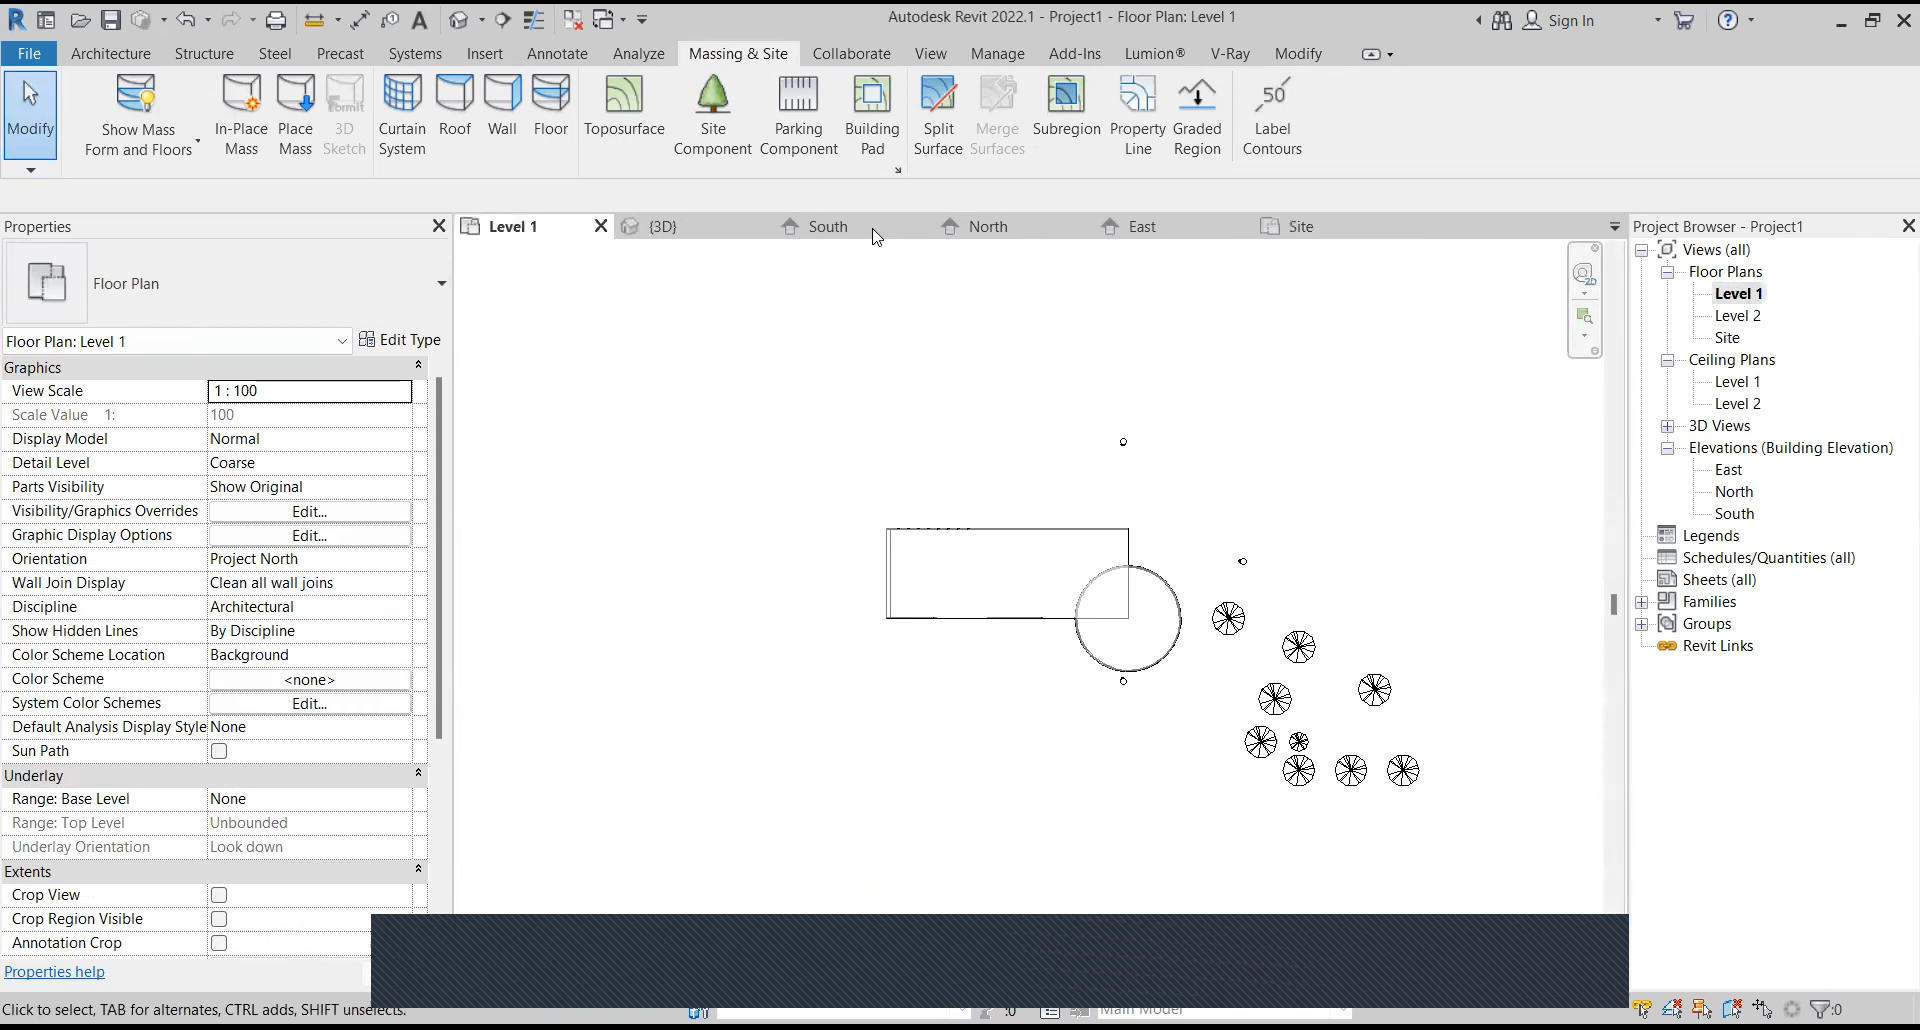 Autodesk Revit 2022.1 - Project1 - Floor Plan: Level 1
Sign In
File Architecture Structure Steel Precast Systems Insert Annotate Analyze Massing & Site Collaborate View Manage Add-Ins Lumion® V-Ray Modify
Modify
Show Mass
Form and Floors
In-Place
Mass
Place
Mass
3D
Sketch
Curtain
System
Roof
Wall
Floor
Toposurface
Site
Component
Parking
Component
Building
Pad
Split
Surface
Merge
Surfaces
Subregion
Property
Line
Graded
Region
50
Label
Contours
Properties
Level 1
{3D}
South
North
East
Site
Project Browser - Project1
Floor Plan
Floor Plan: Level 1
Edit Type
Graphics
View Scale 1 : 100
Scale Value 1: 100
Display Model Normal
Detail Level Coarse
Parts Visibility Show Original
Visibility/Graphics Overrides Edit...
Graphic Display Options Edit...
Orientation Project North
Wall Join Display Clean all wall joins
Discipline Architectural
Show Hidden Lines By Discipline
Color Scheme Location Background
Color Scheme <none>
System Color Schemes Edit...
Default Analysis Display Style None
Sun Path
Underlay
Range: Base Level None
Range: Top Level Unbounded
Underlay Orientation Look down
Extents
Crop View
Crop Region Visible
Annotation Crop
Properties help
2D
Views (all)
Floor Plans
Level 1
Level 2
Site
Ceiling Plans
Level 1
Level 2
3D Views
Elevations (Building Elevation)
East
North
South
Legends
Schedules/Quantities (all)
Sheets (all)
Families
Groups
Revit Links
Click to select, TAB for alternates, CTRL adds, SHIFT unselects.
:0
Main Model
:0